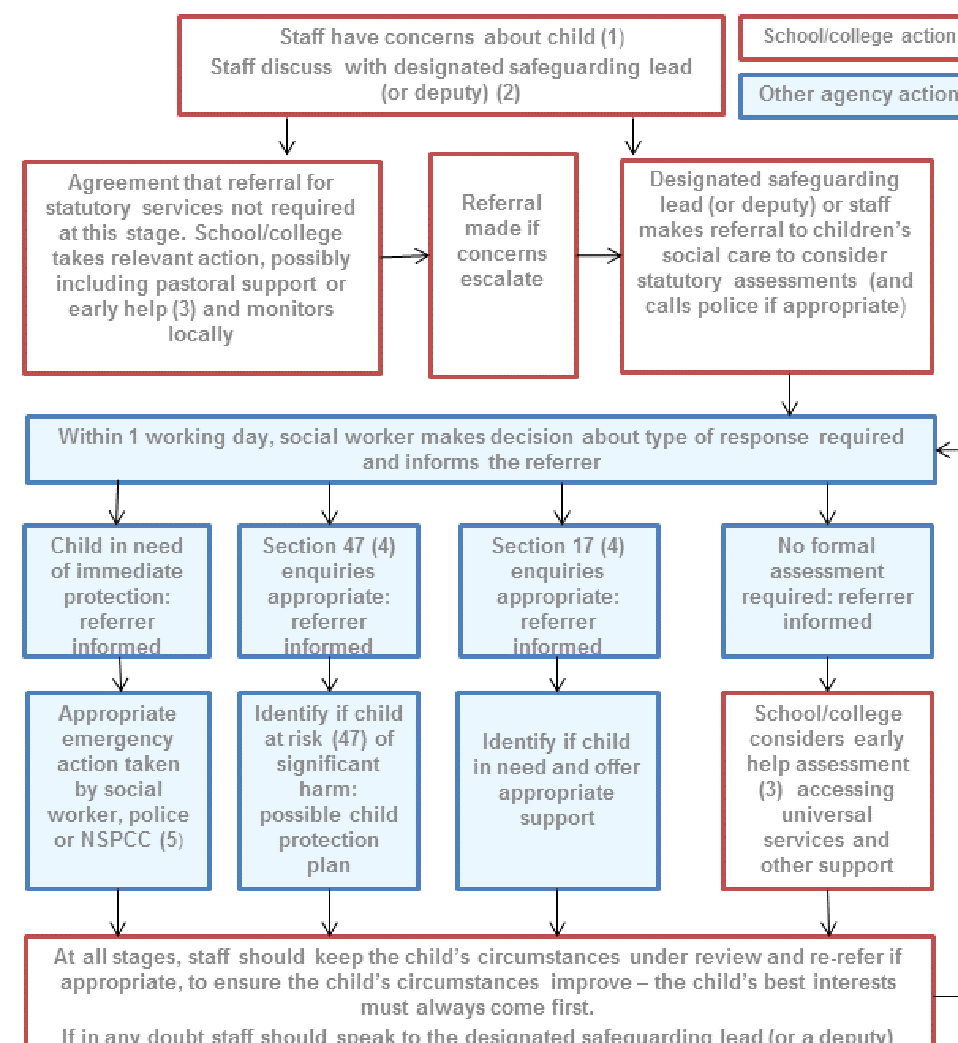 Staff have concerns about child (1)
Staff discuss with designated safeguarding lead
(or deputy) (2)
School/college action
Other agency action
Agreement that referral for
statutory services not required
at this stage. School/college
takes relevant action, possibly
including pastoral support or
early help (3) and monitors
locally
Referral
made if
concerns
escalate
Designated safeguarding
lead (or deputy) or staff
makes referral to children's
social care to consider
statutory assessments (and
calls police if appropriate)
Within 1 working day, social worker makes decision about type of response required
and informs the referrer
Child in need
of immediate
protection:
referrer
informed
Section 47 (4)
enquiries
appropriate:
referrer
informed
Section 17 (4)
enquiries
appropriate:
referrer
informed
No formal
assessment
required: referrer
informed
Appropriate
emergency
action taken
by social
worker, police
or NSPCC (5)
Identify if child
at risk (47) of
significant
harm:
possible child
protection
plan
Identify if child
in need and offer
appropriate
support
School/college
considers early
help assessment
(3) accessing
universal
services and
other support
At all stages, staff should keep the child's circumstances under review and re-refer if
appropriate, to ensure the child's circumstances improve – the child's best interests
must always come first.
If in any doubt staff should speak to the designated safeguarding lead (or a deputy)